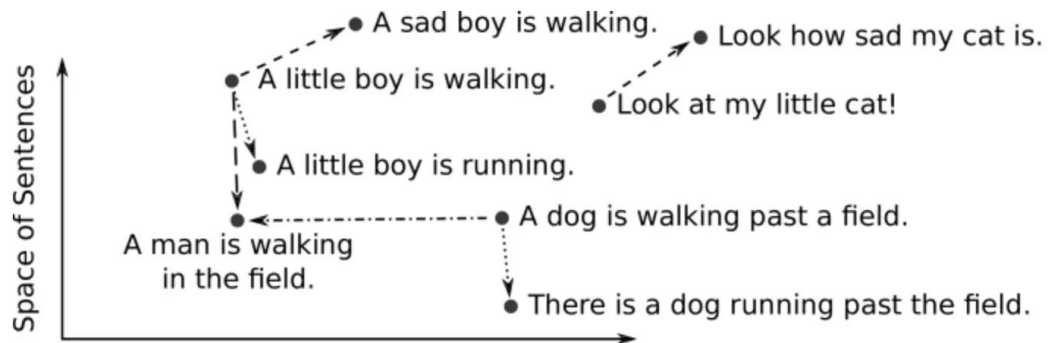 A sad boy is walking.
Look how sad my cat is.
A little boy is walking.
Look at my little cat!
A little boy is running.
A dog is walking past a field.
A man is walking
in the field.
There is a dog running past the field.
Space of Sentences